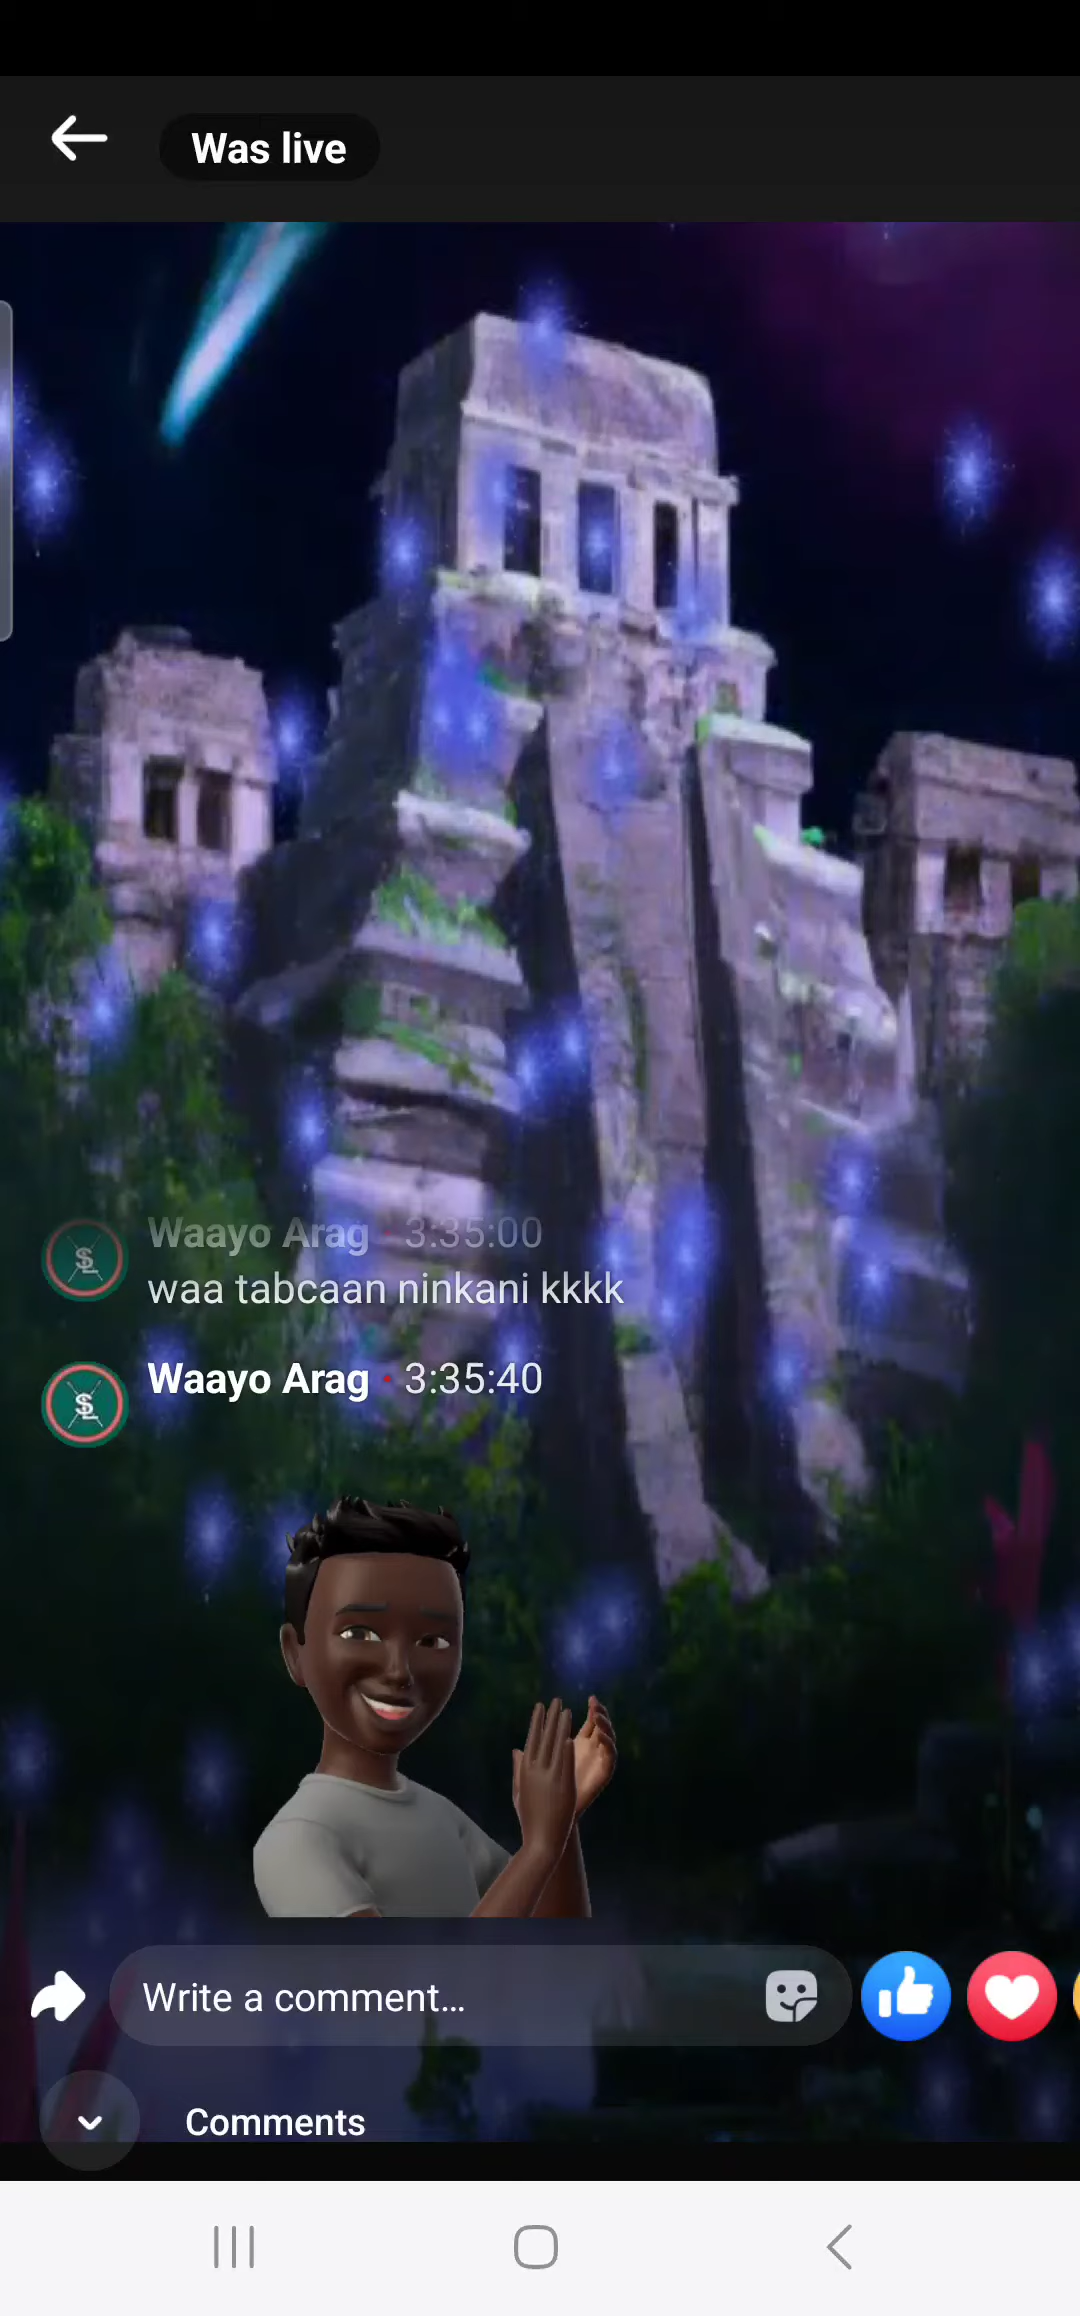 Was live
Waayo Arag • 3:35:00
waa tabcaan ninkani kkkk
Waayo Arag • 3:35:40
Write a comment...
Comments